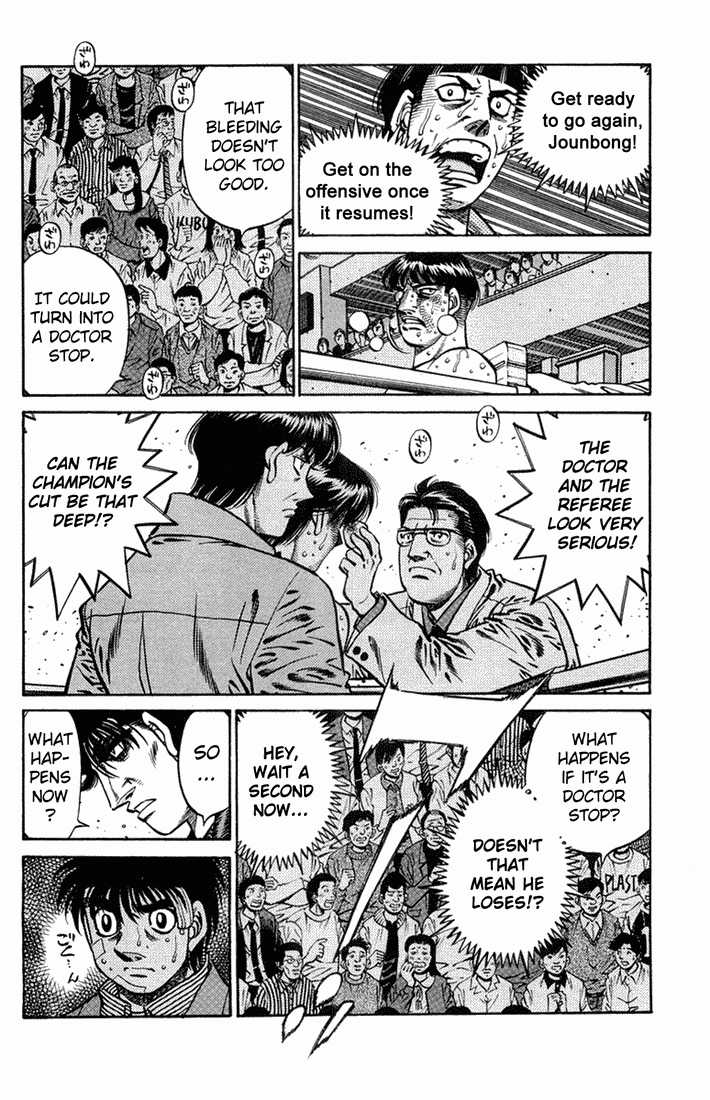 Get ready
to go again,
Jounbong!
Get on the
offensive once
it resumes!
THAT
BLEEDING
DOESN'T
LOOK TOO
GOOD.
KUBO
IT COULD
TURN INTO
A DOCTOR
STOP.
THE
DOCTOR
AND THE
REFEREE
LOOK VERY
SERIOUS!
CAN THE
CHAMPION'S
CUT BE THAT
DEEP!?
WHAT
HAPPENS
IF IT'S A
DOCTOR
STOP?
DOESN'T
THAT
MEAN HE
LOSES!?
HEY,
WAIT A
SECOND
NOW...
PLAST
SO
...
WHAT
HAP-
PENS
NOW
?